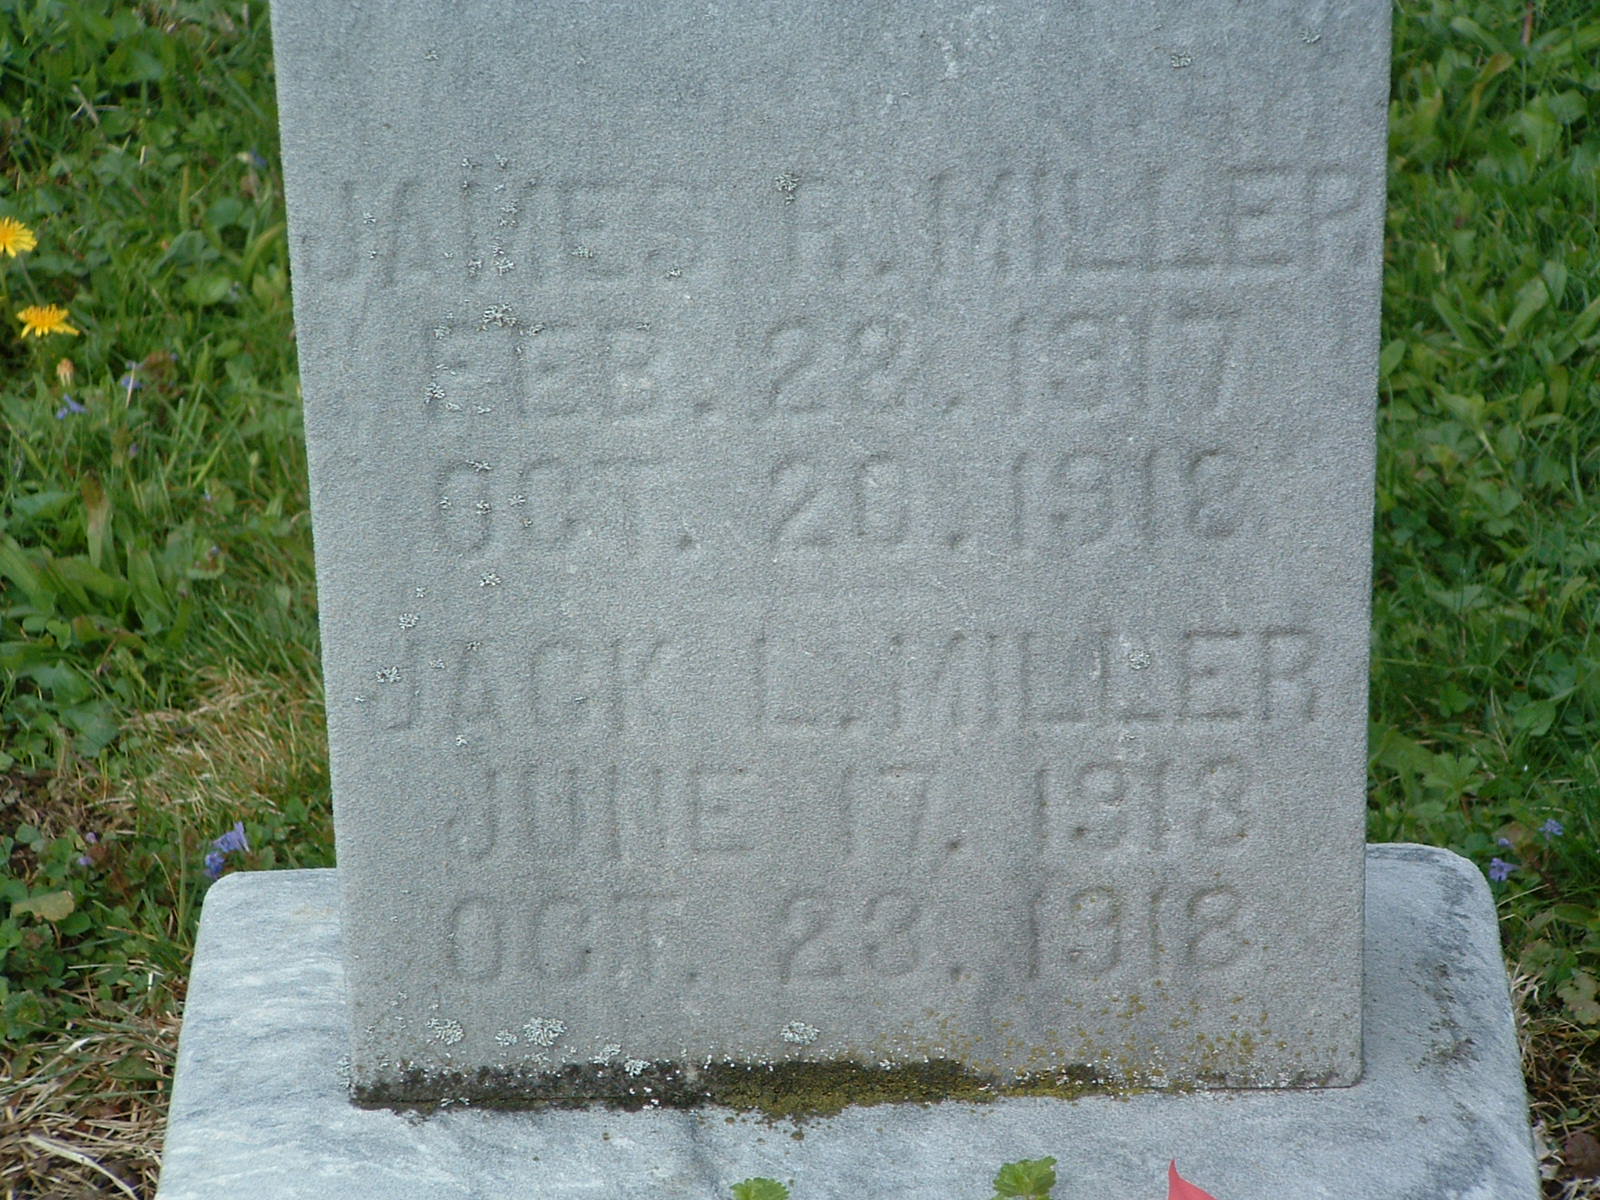 JAMES R. MILLER
FEB. 22, 1917
OCT. 20, 1918
JACK L. MILLER
JUNE 17, 1918
OCT. 23, 1918